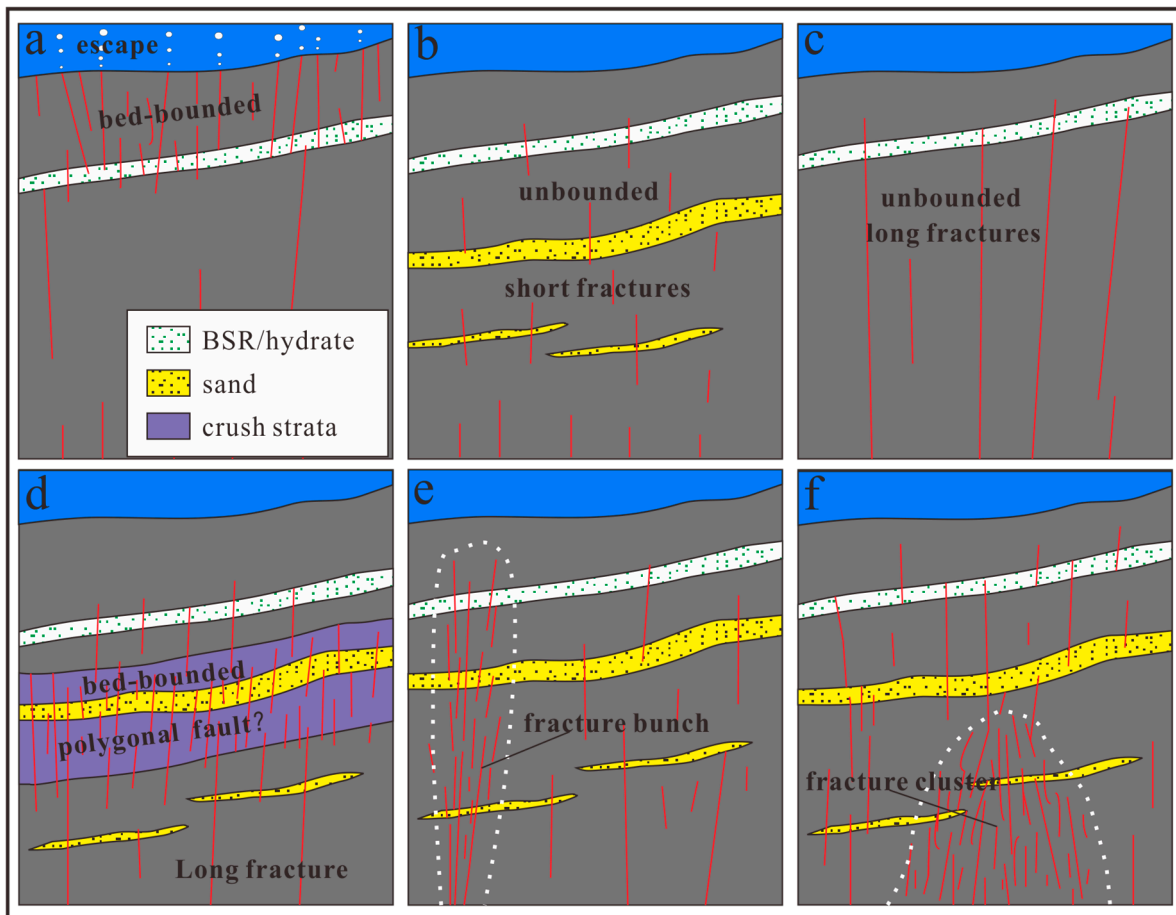 a
escape
bed-bounded
BSR/hydrate
sand
crush strata
b
unbounded
short fractures
c
unbounded
long fractures
d
bed-bounded
polygonal fault?
Long fracture
e
fracture bunch
f
fracture cluster